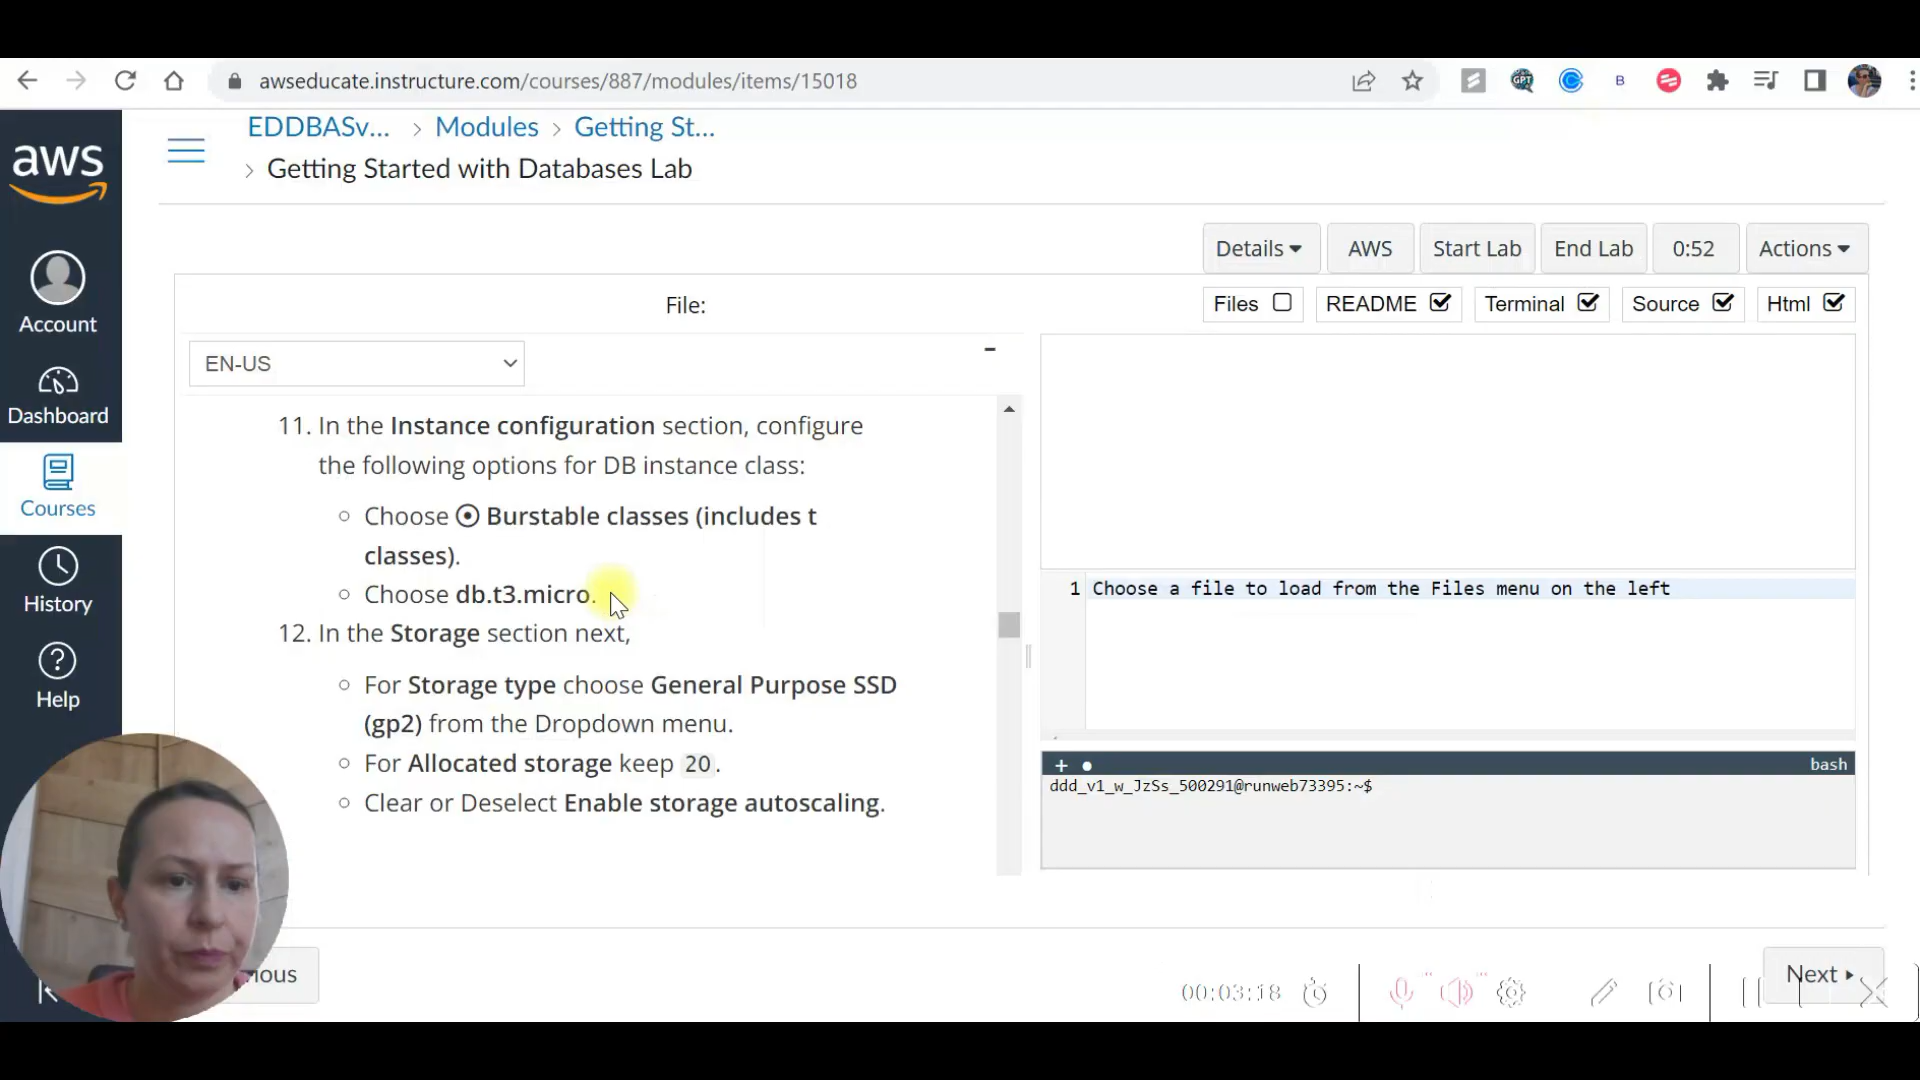 awseducate.instructure.com/courses/887/modules/items/15018
GPT
B
aws
EDDBASv... > Modules > Getting St...
> Getting Started with Databases Lab
Account
Dashboard
Courses
History
Help
Details AWS Start Lab End Lab 0:52 Actions
File:
Files README Terminal Source Html
EN-US
11. In the Instance configuration section, configure
the following options for DB instance class:
Choose Burstable classes (includes t
classes).
Choose db.t3.micro.
12. In the Storage section next,
For Storage type choose General Purpose SSD
(gp2) from the Dropdown menu.
For Allocated storage keep 20.
Clear or Deselect Enable storage autoscaling.
1 Choose a file to load from the Files menu on the left
+ bash
ddd_v1_w_JzSs_500291@runweb73395:~$
ious
Next
00:03:18